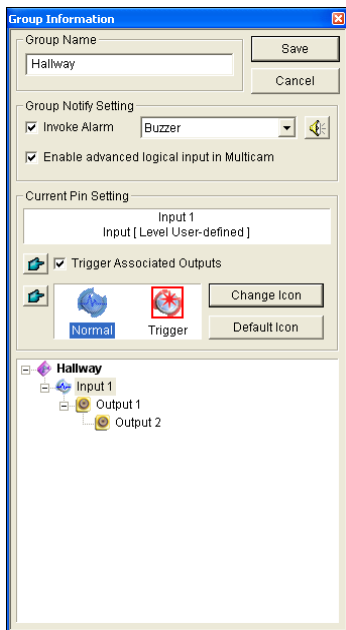 Group Information
Group Name
Save
Hallway
Cancel
Group Notify Setting
Invoke Alarm
Buzzer
Enable advanced logical input in Multicam
Current Pin Setting
Input 1
Input [ Level User-defined ]
Trigger Associated Outputs
Change Icon
Normal
Trigger
Default Icon
Hallway
Input 1
Output 1
Output 2